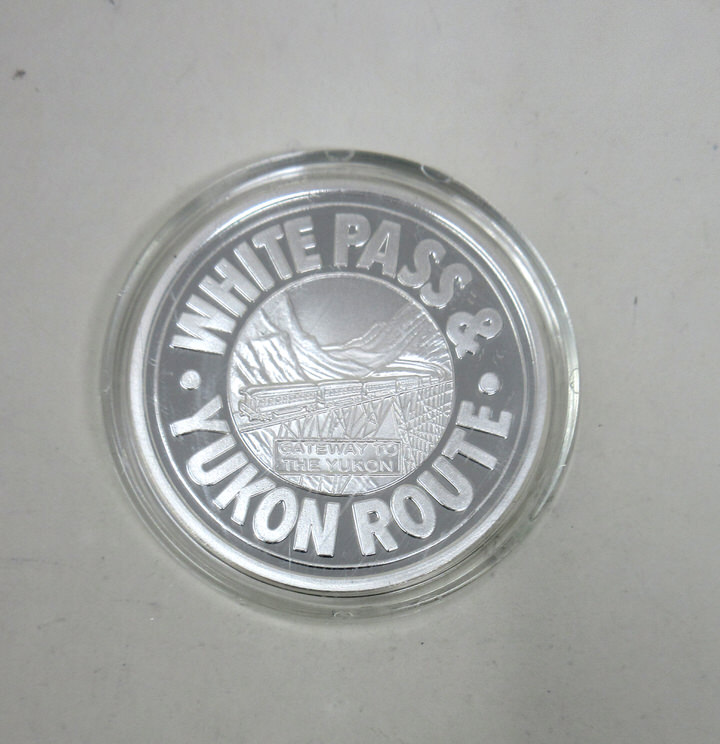 WHITE PASS &
• YUKON ROUTE •
GATEWAY TO
THE YUKON